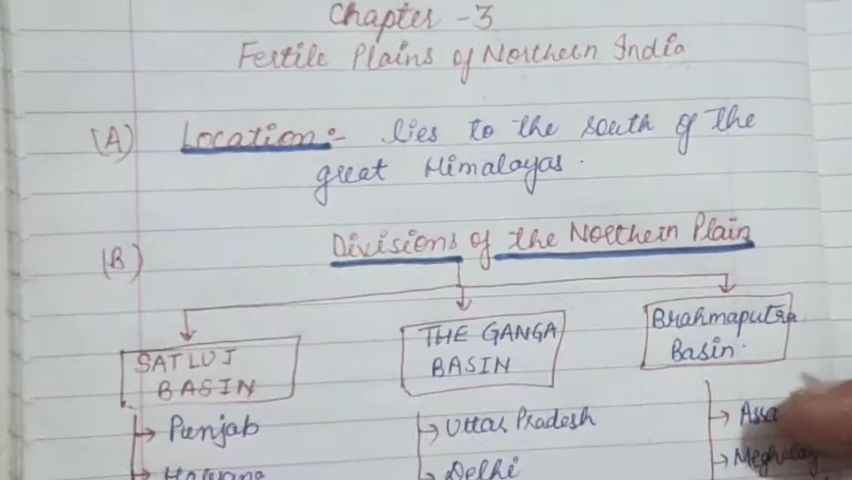 Chapter - 3
Fertile Plains of Northern India
(A) Location:- lies to the south of the
great Himalayas.
(B) Divisions of the Northern Plain
SATLUJ
BASIN
THE GANGA
BASIN
Brahmaputra
Basin.
Punjab
Haryana
Uttar Pradesh
Delhi